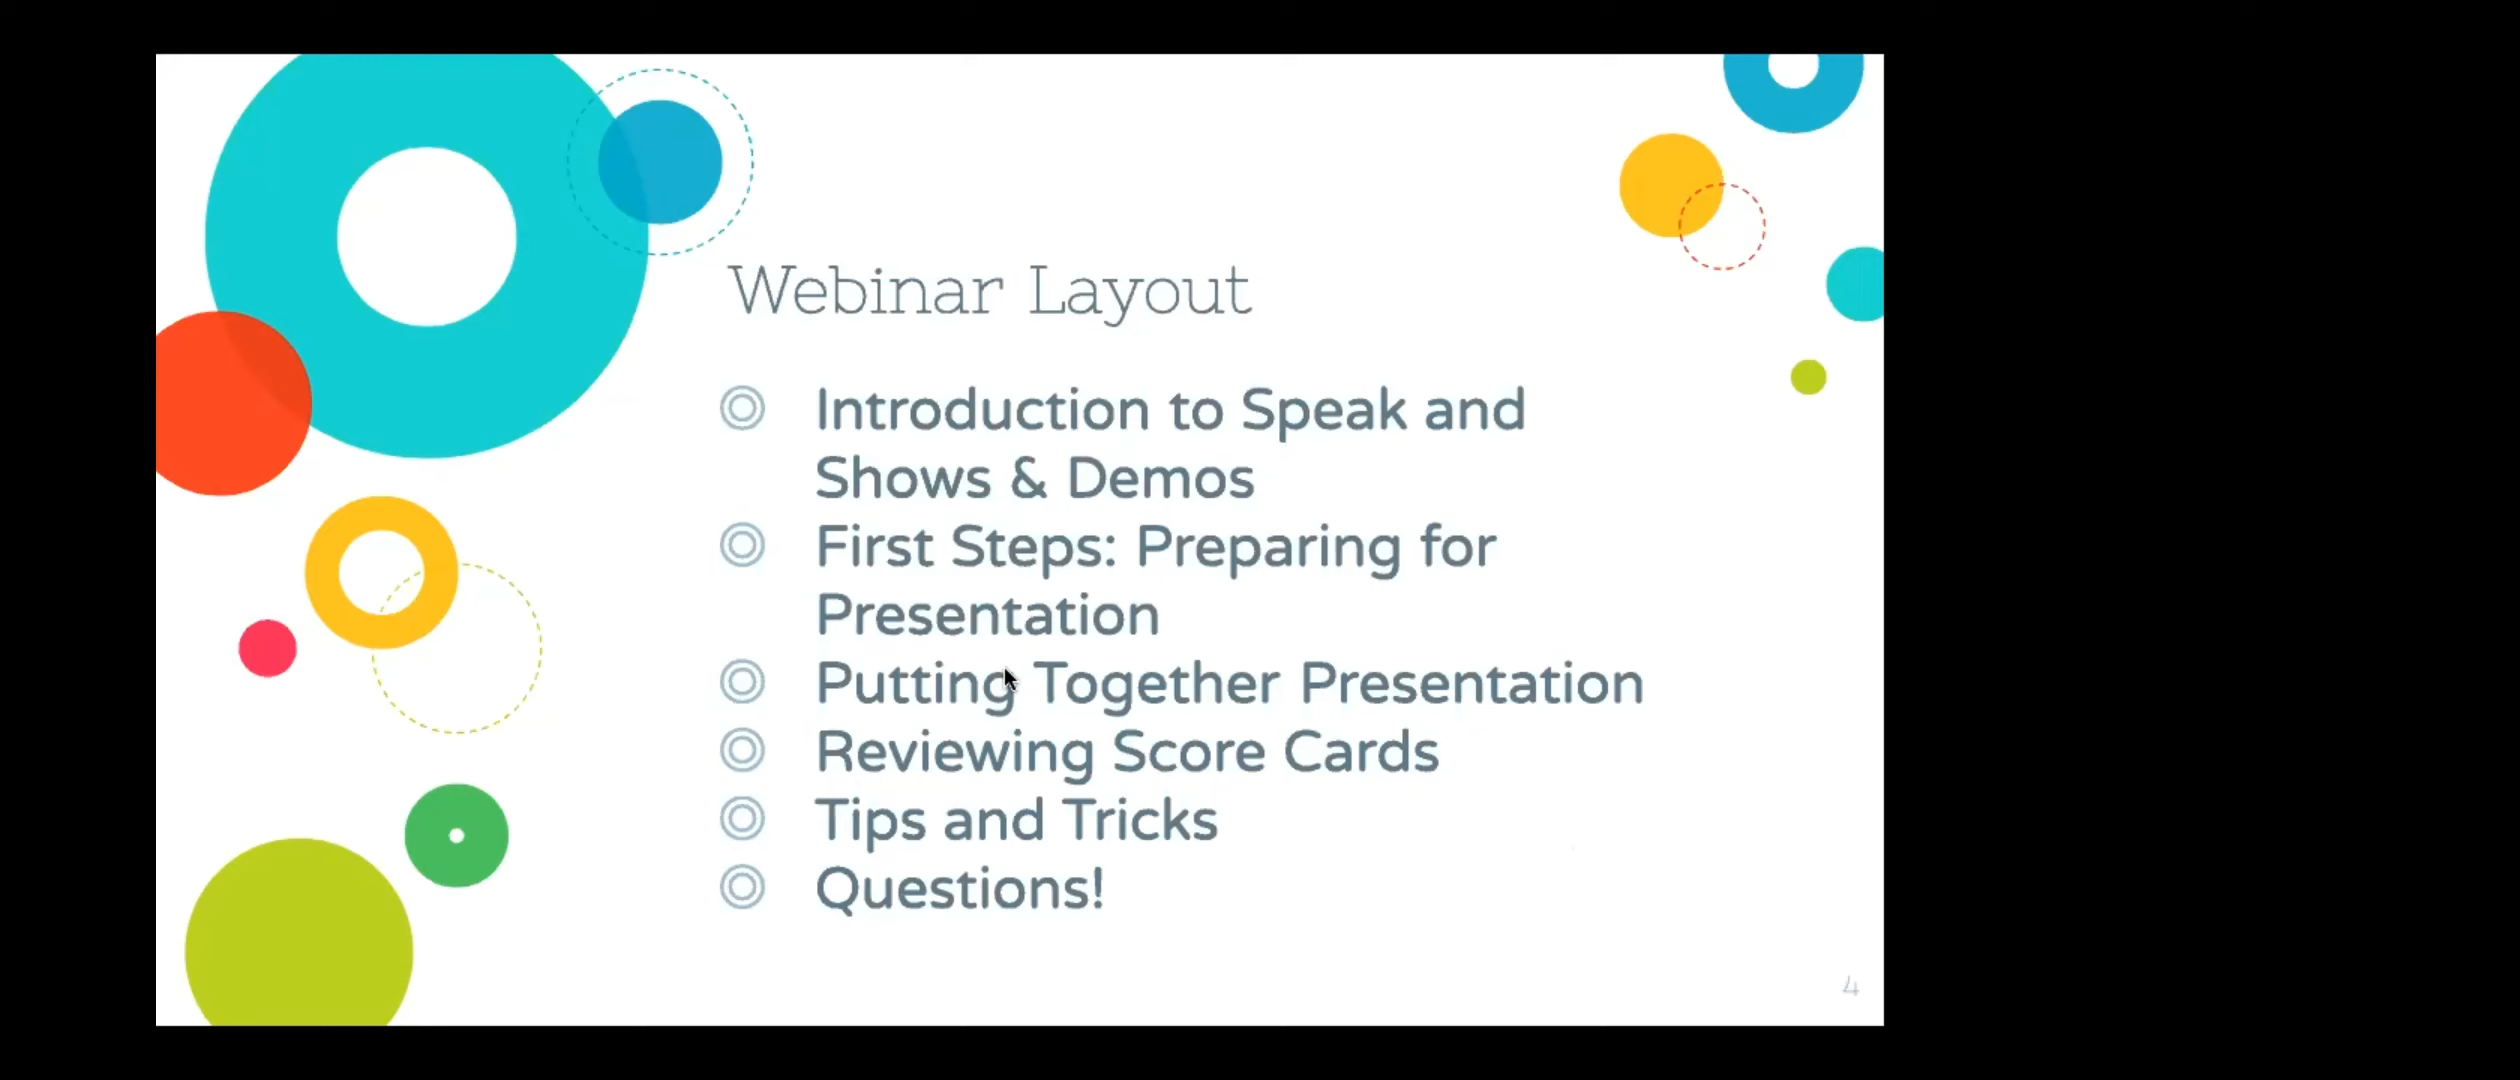 Webinar Layout
Introduction to Speak and
Shows & Demos
First Steps: Preparing for
Presentation
Putting Together Presentation
Reviewing Score Cards
Tips and Tricks
Questions!
4